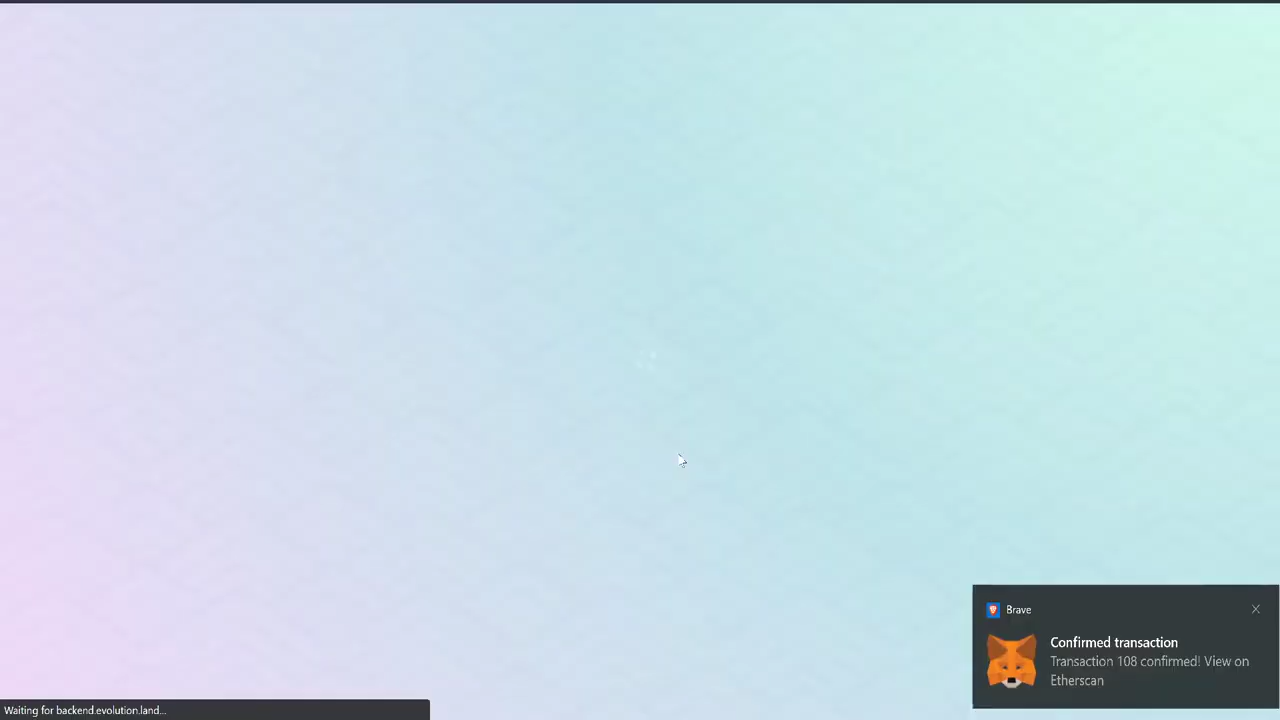 Brave
Confirmed transaction
Transaction 108 confirmed! View on
Etherscan
Waiting for backend.evolution.land...